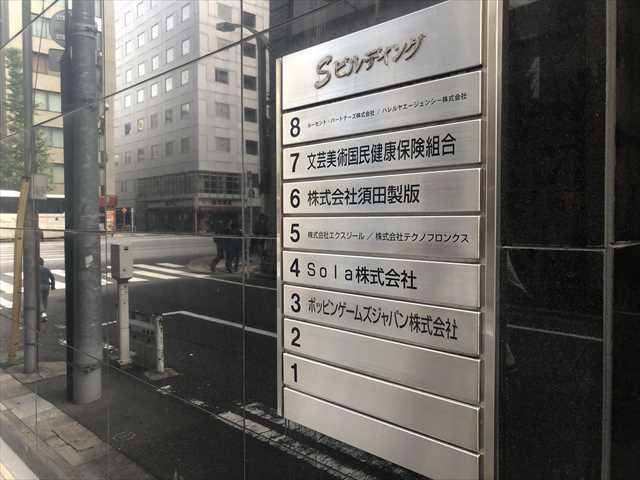 Sビルディング
8 ルーセント・パートナーズ株式会社 / ハレルヤエージェンシー株式会社
7 文芸美術国民健康保険組合
6 株式会社須田製版
5 株式会社エクスジール / 株式会社テクノフロンクス
4 Sola株式会社
3 ポッピンゲームズジャパン株式会社
2
1